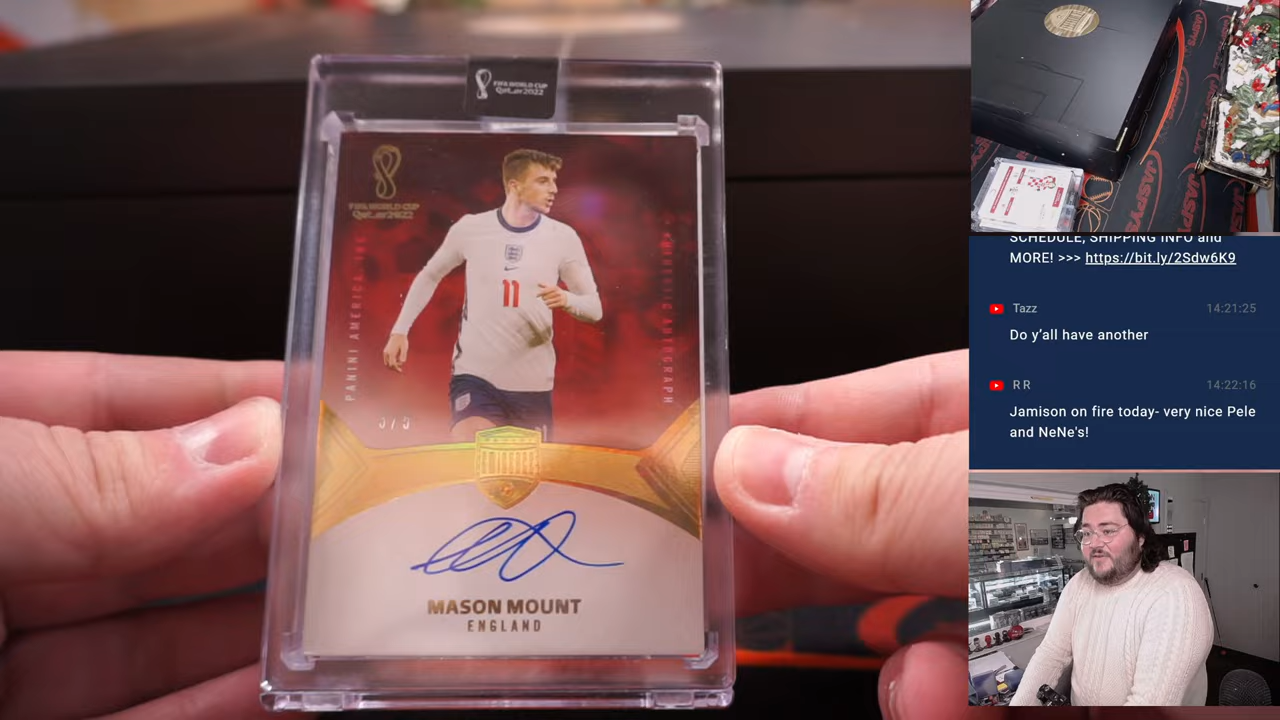 FIFA WORLD CUP
Qatar2022
FIFA WORLD CUP
Qatar2022
PANINI AMERICA, INC.
AUTOGRAPH
11
MASON MOUNT
ENGLAND
JASPY
SCHEDULE, SHIPPING INFO and
MORE! >>> https://bit.ly/2Sdw6K9
Tazz 14:21:25
Do y'all have another
R R 14:22:16
Jamison on fire today- very nice Pele
and NeNe's!